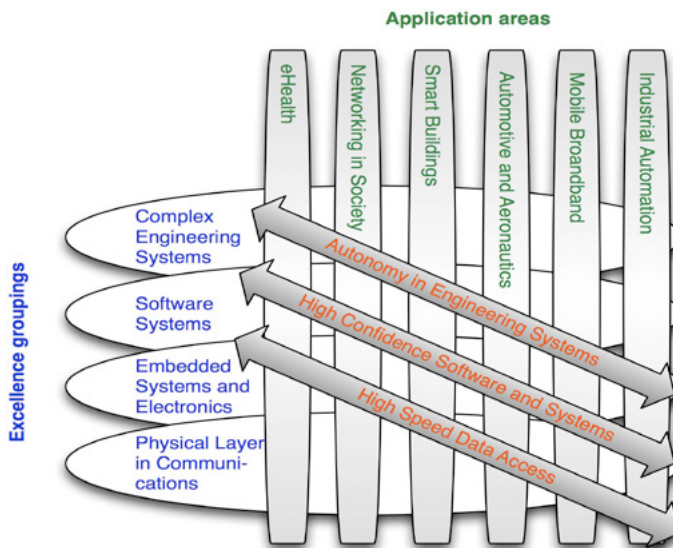 Application areas
eHealth
Networking in Society
Smart Buildings
Automotive and Aeronautics
Mobile Broandband
Industrial Automation
Excellence groupings
Complex
Engineering
Systems
Software
Systems
Embedded
Systems and
Electronics
Physical Layer
in Communi-
cations
Autonomy in Engineering Systems
High Confidence Software and Systems
High Speed Data Access